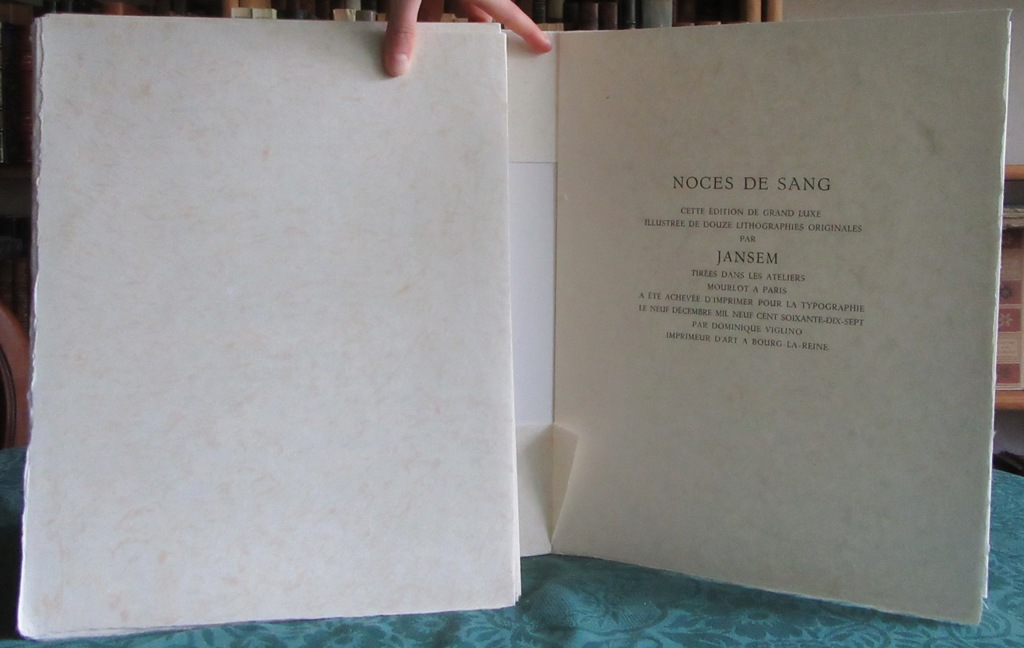 NOCES DE SANG
CETTE ÉDITION DE GRAND LUXE
ILLUSTRÉE DE DOUZE LITHOGRAPHIES ORIGINALES
PAR
JANSEM
TIRÉES DANS LES ATELIERS
MOURLOT A PARIS
A ÉTÉ ACHEVÉE D'IMPRIMER POUR LA TYPOGRAPHIE
LE NEUF DÉCEMBRE MIL NEUF CENT SOIXANTE-DIX-SEPT
PAR DOMINIQUE VIGLINO
IMPRIMEUR D'ART A BOURG-LA-REINE